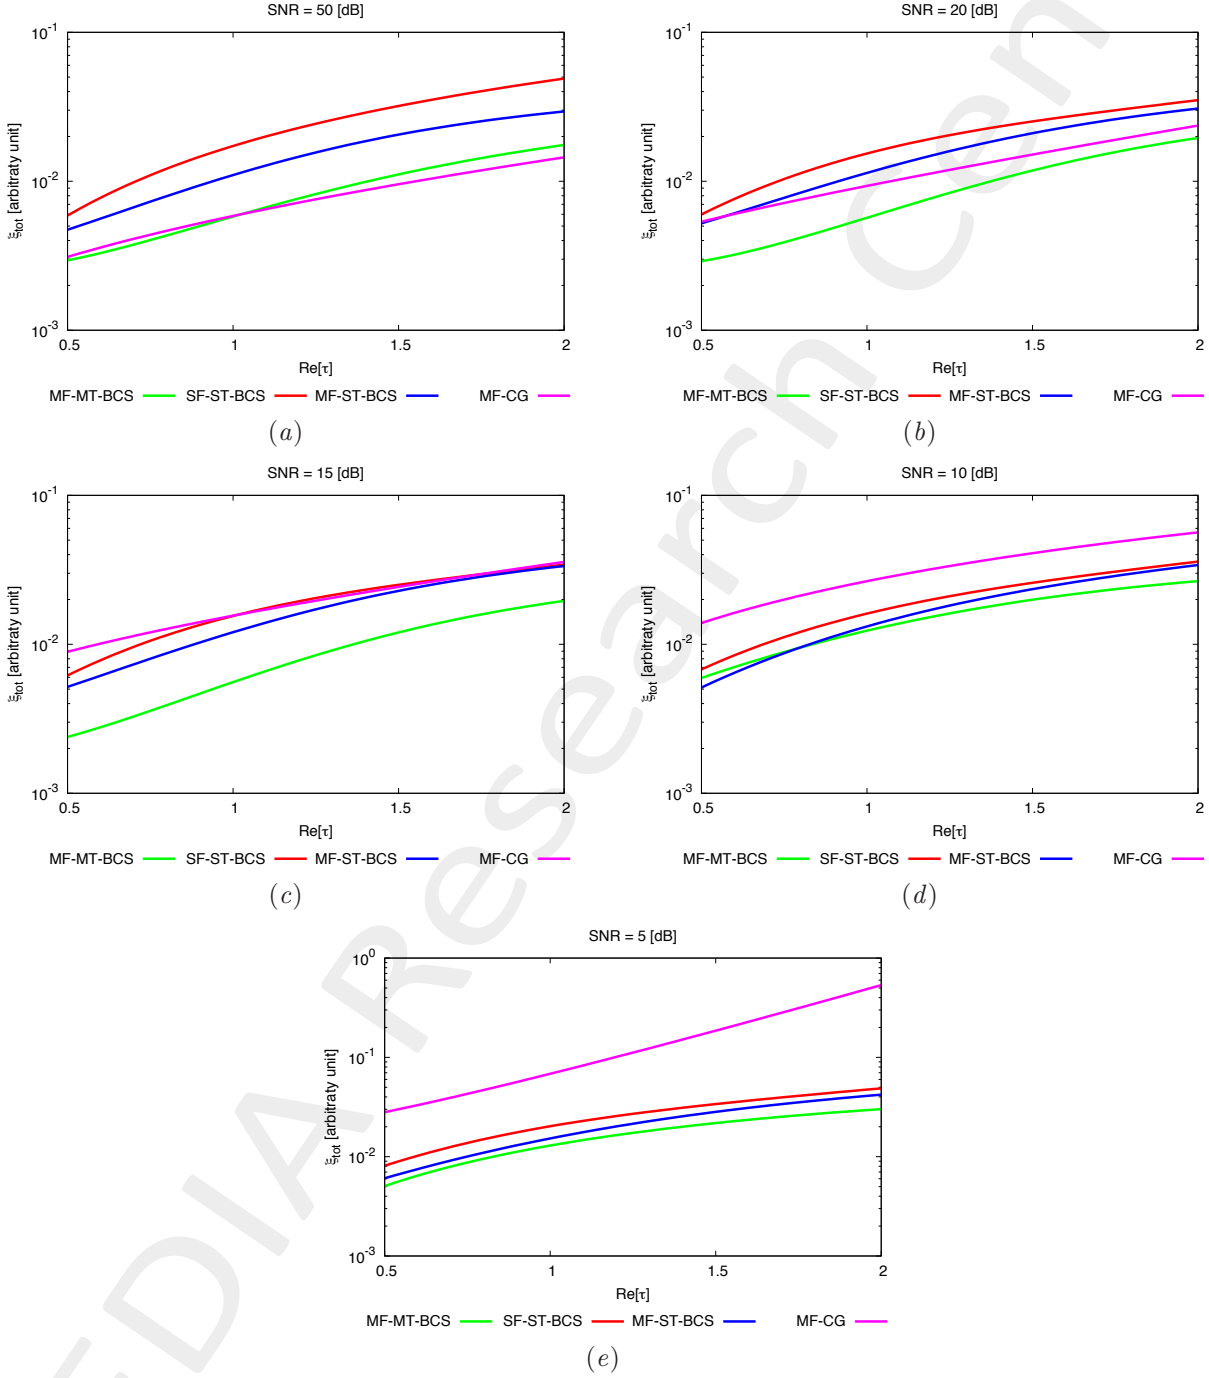 SNR = 50 [dB]
ξtot [arbitraty unit]
10-1
10-2
10-3
0.5 1 1.5 2
Re[τ]
MF-MT-BCS SF-ST-BCS MF-ST-BCS MF-CG
(a)
SNR = 20 [dB]
ξtot [arbitraty unit]
10-1
10-2
10-3
0.5 1 1.5 2
Re[τ]
MF-MT-BCS SF-ST-BCS MF-ST-BCS MF-CG
(b)
SNR = 15 [dB]
ξtot [arbitraty unit]
10-1
10-2
10-3
0.5 1 1.5 2
Re[τ]
MF-MT-BCS SF-ST-BCS MF-ST-BCS MF-CG
(c)
SNR = 10 [dB]
ξtot [arbitraty unit]
10-1
10-2
10-3
0.5 1 1.5 2
Re[τ]
MF-MT-BCS SF-ST-BCS MF-ST-BCS MF-CG
(d)
SNR = 5 [dB]
ξtot [arbitraty unit]
100
10-1
10-2
10-3
0.5 1 1.5 2
Re[τ]
MF-MT-BCS SF-ST-BCS MF-ST-BCS MF-CG
(e)
EDIA Research Cen